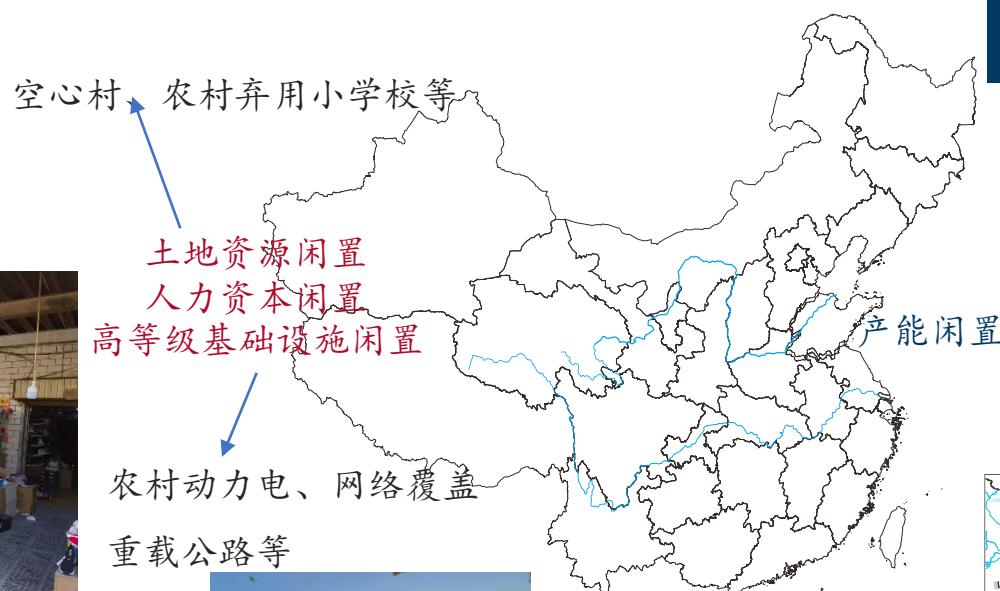 空心村、农村弃用小学校等
土地资源闲置
人力资本闲置
高等级基础设施闲置
产能闲置
农村动力电、网络覆盖
重载公路等